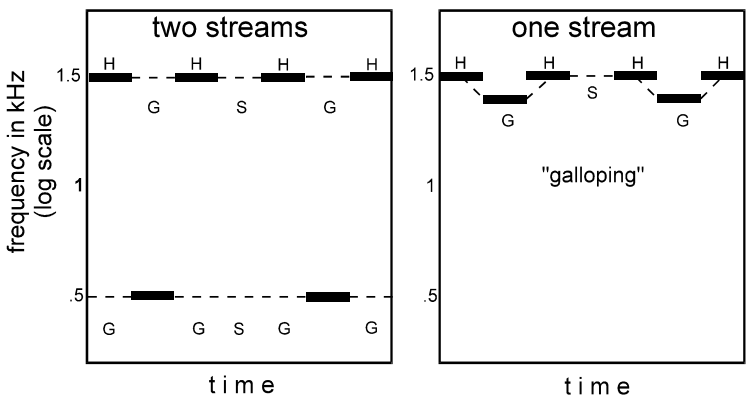 two streams
H H H H
1.5
G S G
1
.5
G G S G G
time
frequency in kHz
(log scale)
one stream
H H H H
1.5
S
G G
"galloping"
1
.5
time